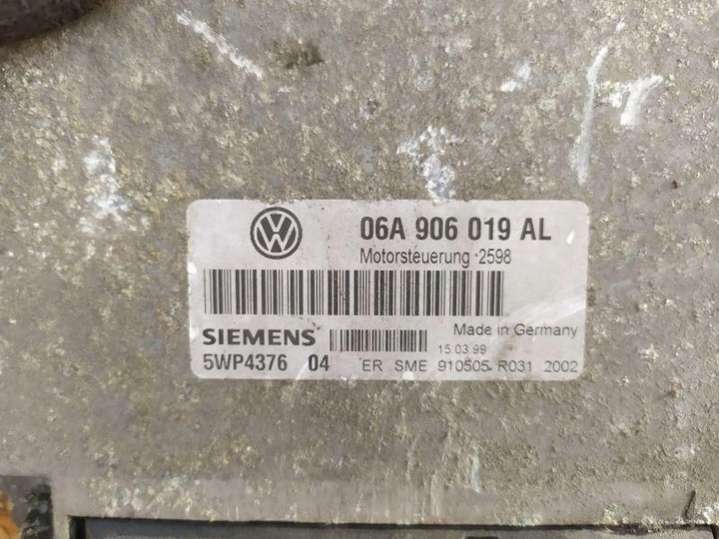 06A 906 019 AL
Motorsteuerung 2598
SIEMENS
Made in Germany
15.03.99
5WP4376 04
ER SME 910505 R031 2002